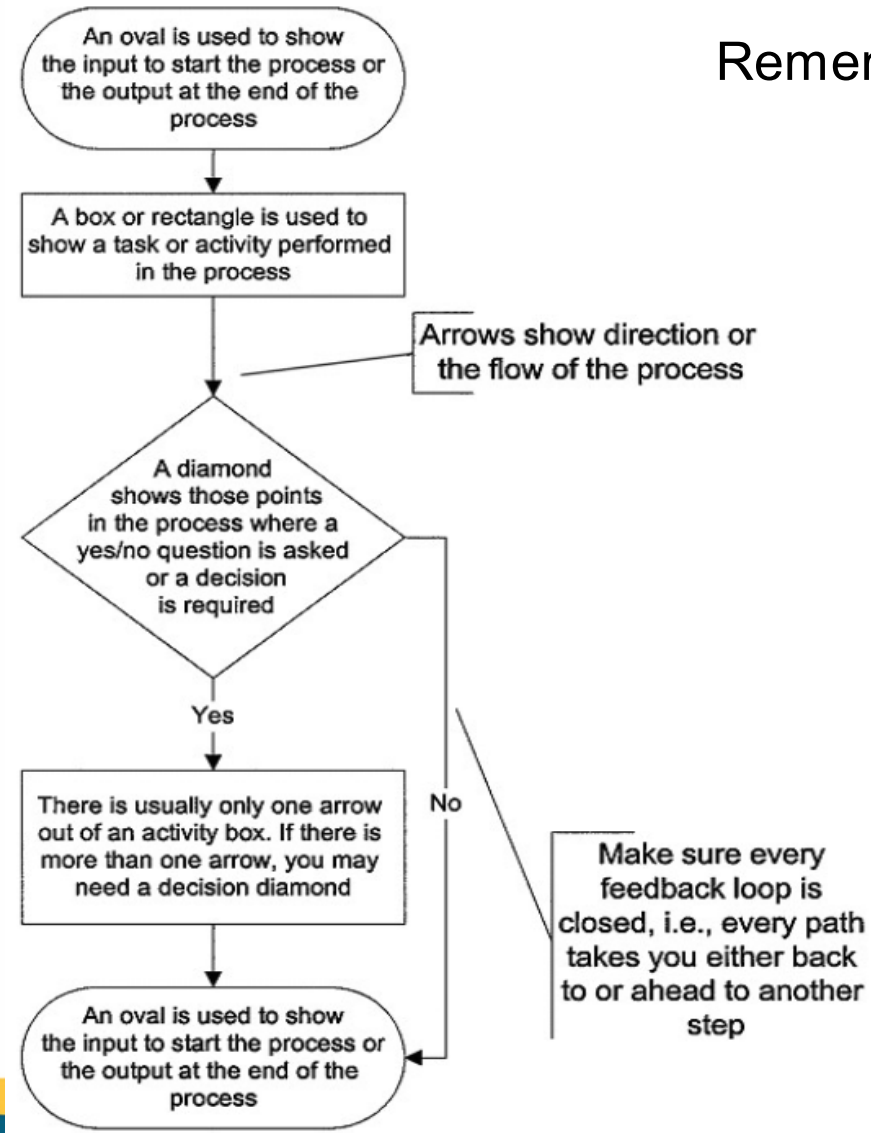 An oval is used to show
the input to start the process or
the output at the end of the
process
A box or rectangle is used to
show a task or activity performed
in the process
Arrows show direction or
the flow of the process
A diamond
shows those points
in the process where a
yes/no question is asked
or a decision
is required
Yes
There is usually only one arrow
out of an activity box. If there is
more than one arrow, you may
need a decision diamond
No
Make sure every
feedback loop is
closed, i.e., every path
takes you either back
to or ahead to another
step
An oval is used to show
the input to start the process or
the output at the end of the
process